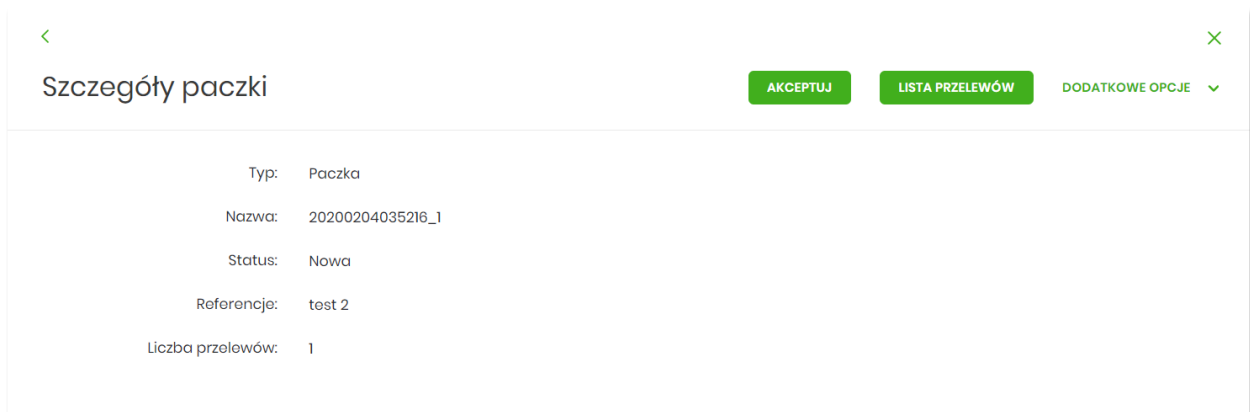 Szczegóły paczki
AKCEPTUJ
LISTA PRZELEWÓW
DODATKOWE OPCJE
Typ: Paczka
Nazwa: 20200204035216_1
Status: Nowa
Referencje: test 2
Liczba przelewów: 1